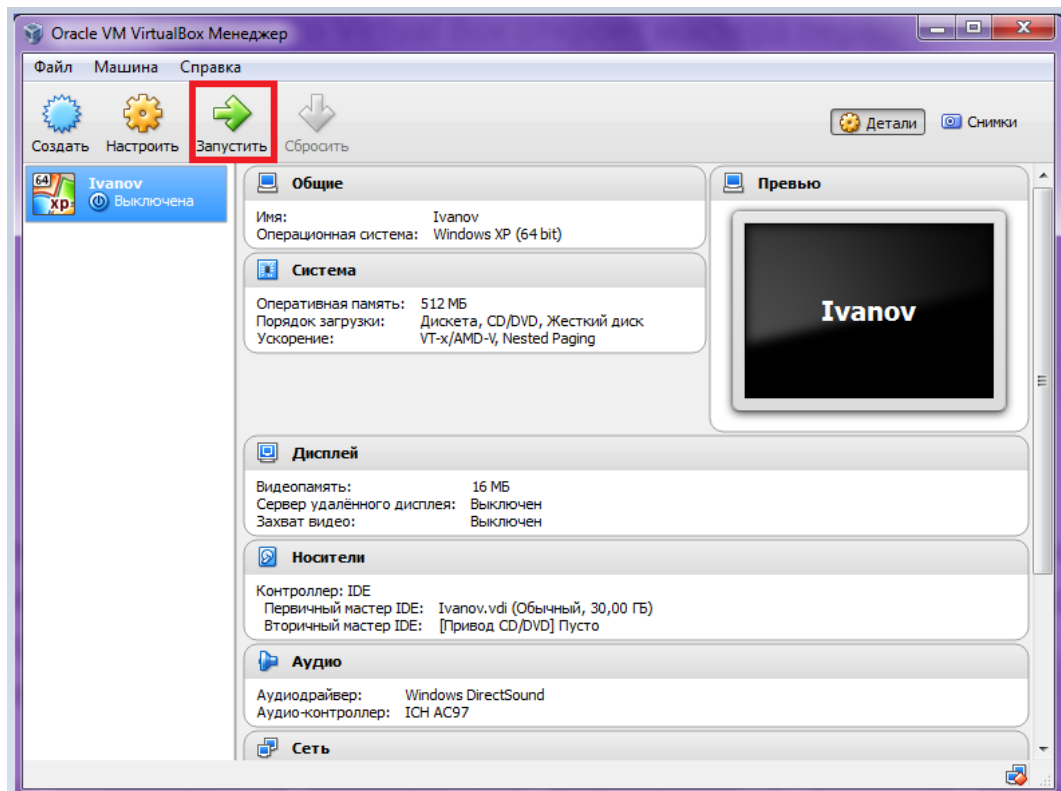 Oracle VM VirtualBox Менеджер
Файл Машина Справка
Создать Настроить Запустить Сбросить Детали Снимки
64 xp Ivanov
Выключена
Общие
Имя: Ivanov
Операционная система: Windows XP (64 bit)
Система
Оперативная память: 512 МБ
Порядок загрузки: Дискета, CD/DVD, Жесткий диск
Ускорение: VT-x/AMD-V, Nested Paging
Превью
Ivanov
Дисплей
Видеопамять: 16 МБ
Сервер удалённого дисплея: Выключен
Захват видео: Выключен
Носители
Контроллер: IDE
Первичный мастер IDE: Ivanov.vdi (Обычный, 30,00 ГБ)
Вторичный мастер IDE: [Привод CD/DVD] Пусто
Аудио
Аудиодрайвер: Windows DirectSound
Аудио-контроллер: ICH AC97
Сеть